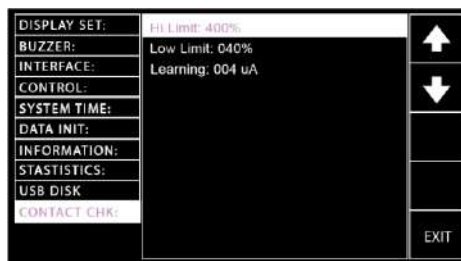 DISPLAY SET:
BUZZER:
INTERFACE:
CONTROL:
SYSTEM TIME:
DATA INIT:
INFORMATION:
STASTISTICS:
USB DISK
CONTACT CHK:
Hi Limit: 400%
Low Limit: 040%
Learning: 004 uA
EXIT